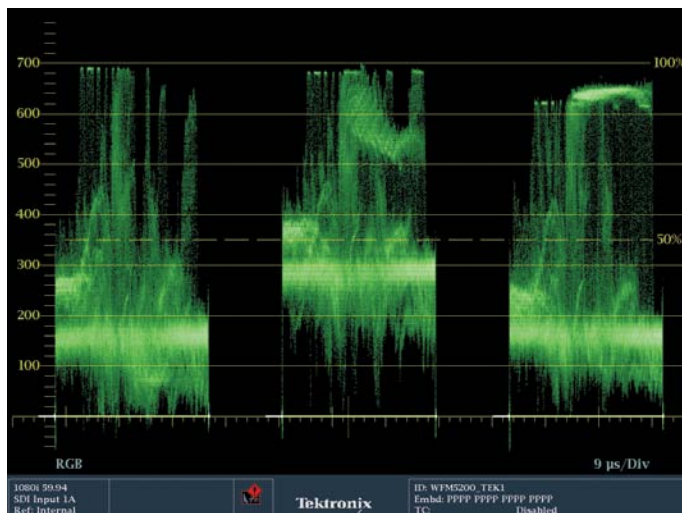 700
600
500
400
300
200
100
100%
50%
RGB
9 µs/Div
1080i 59.94
SDI Input 1A
Ref: Internal
Tektronix
ID: WFM5200_TEK1
Embd: PPPP PPPP PPPP PPPP
TC: Disabled